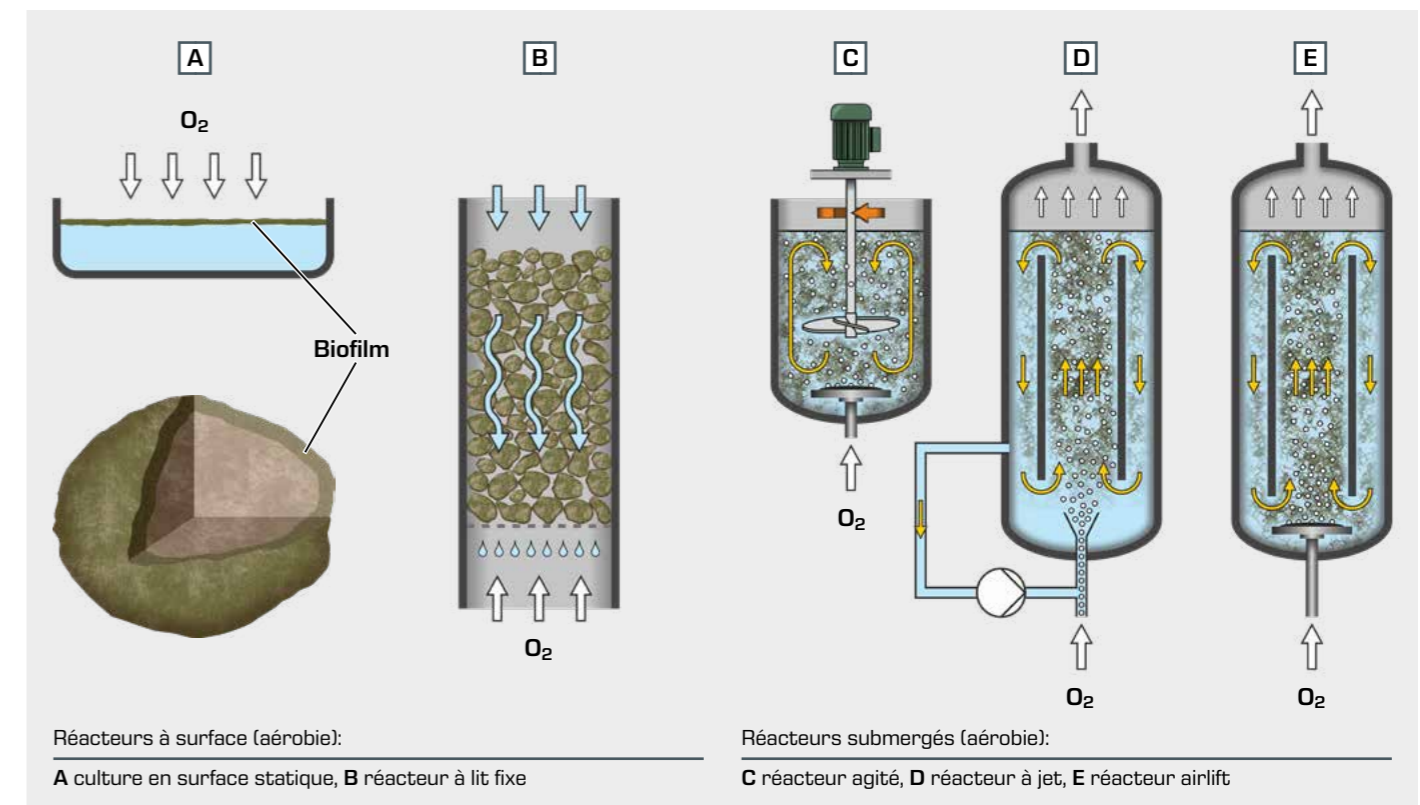 A
B
C
D
E
O₂
Biofilm
O₂
O₂
O₂
O₂
Réacteurs à surface (aérobie):
A culture en surface statique, B réacteur à lit fixe
Réacteurs submergés (aérobie):
C réacteur agité, D réacteur à jet, E réacteur airlift